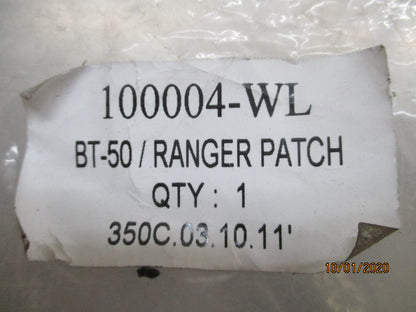 100004-WL
BT-50 / RANGER PATCH
QTY : 1
350C.03.10.11'
18/01/2020